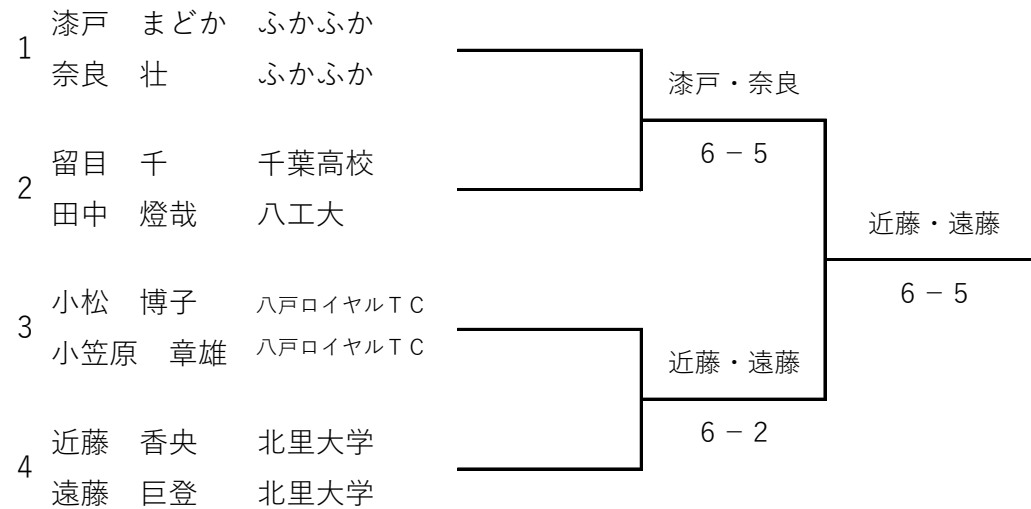 1
漆戸　まどか　ふかふか
奈良　壮　ふかふか
2
留目　千　千葉高校
田中　燈哉　八工大
3
小松　博子　八戸ロイヤルＴＣ
小笠原　章雄　八戸ロイヤルＴＣ
4
近藤　香央　北里大学
遠藤　巨登　北里大学
漆戸・奈良
6 − 5
近藤・遠藤
6 − 2
近藤・遠藤
6 − 5